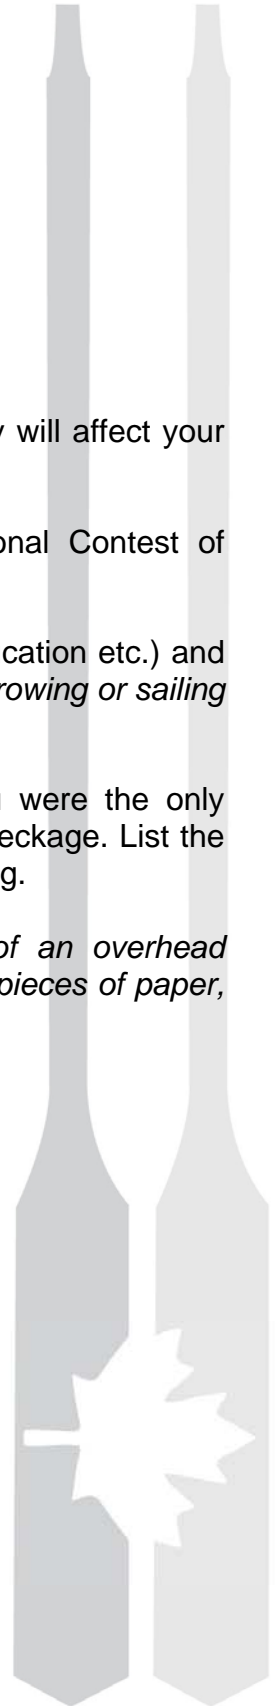 will affect your
onal Contest of
cation etc.) and
rowing or sailing
were the only
eckage. List the
g.
of an overhead
pieces of paper,